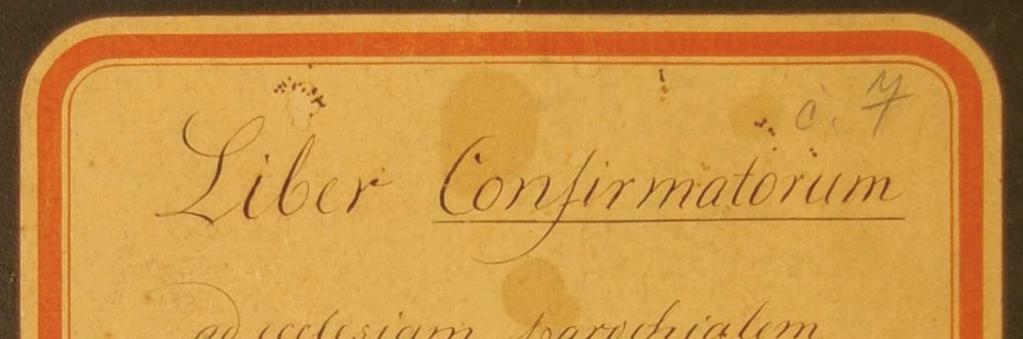 č. 7
Liber Confirmatorum
ad ecclesiam parochialem